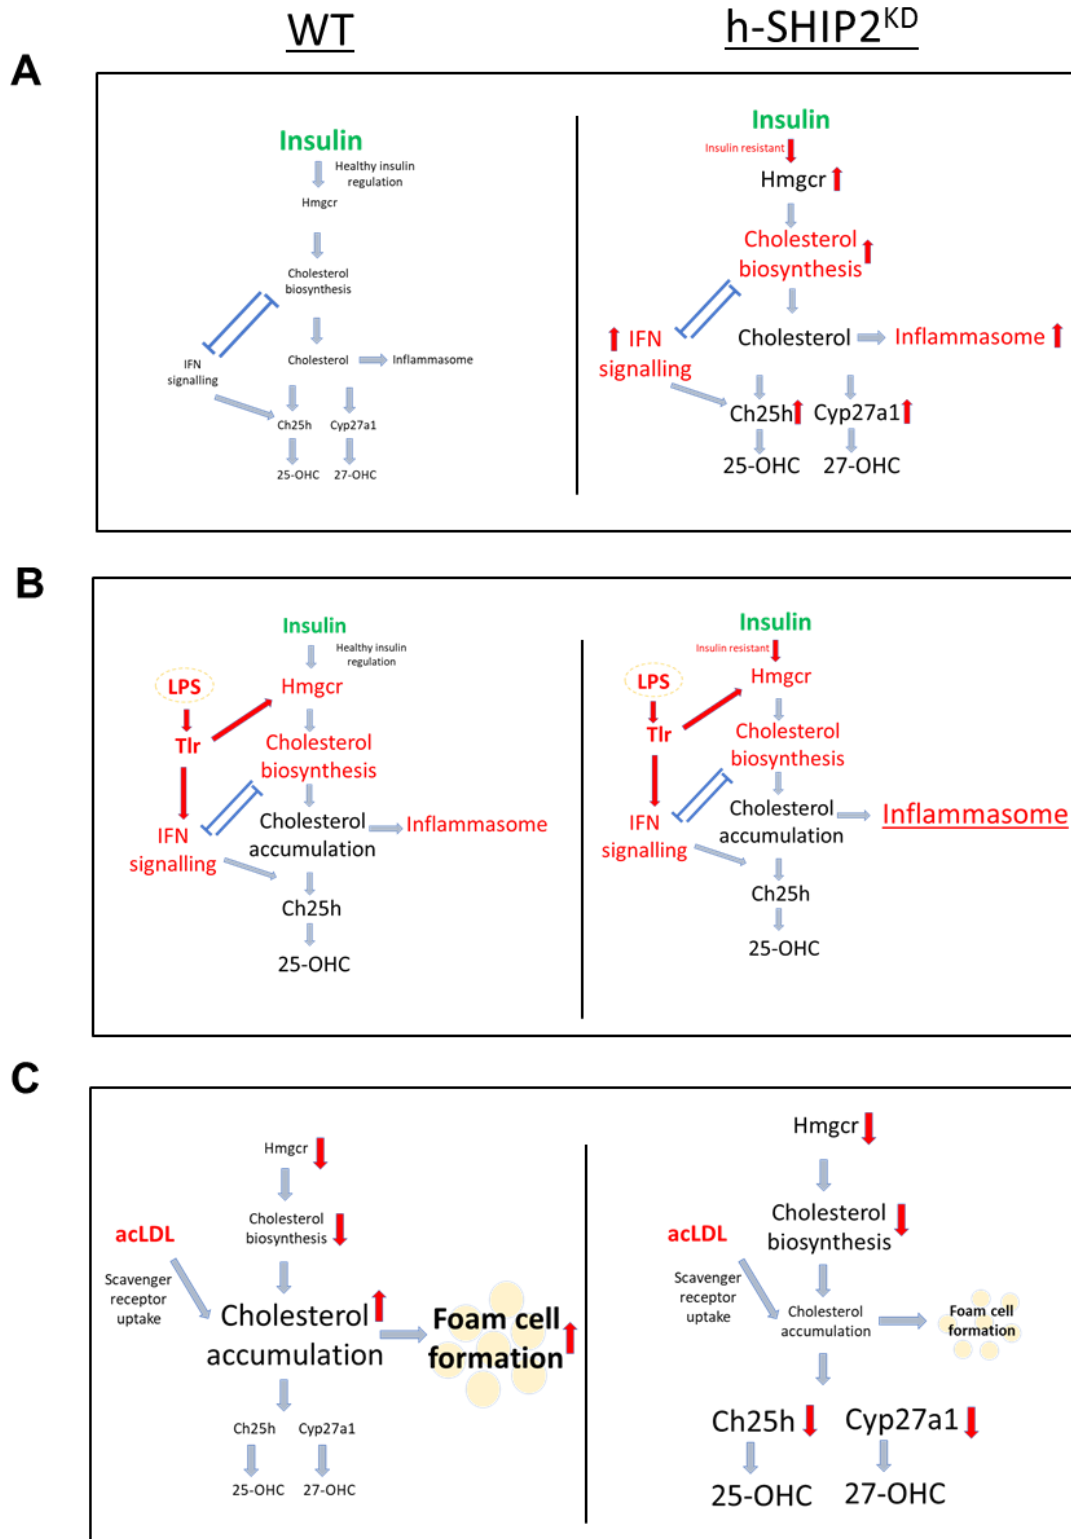 WT
h-SHIP2KD
A
Insulin
Healthy insulin
regulation
Hmgcr
Cholesterol
biosynthesis
IFN
signalling
Cholesterol
Inflammasome
Ch25h
Cyp27a1
25-OHC
27-OHC
Insulin
Insulin resistant
Hmgcr
Cholesterol
biosynthesis
IFN
signalling
Cholesterol
Inflammasome
Ch25h
Cyp27a1
25-OHC
27-OHC
B
Insulin
Healthy insulin
regulation
LPS
Hmgcr
Tlr
Cholesterol
biosynthesis
IFN
signalling
Cholesterol
accumulation
Inflammasome
Ch25h
25-OHC
Insulin
Insulin resistant
LPS
Hmgcr
Tlr
Cholesterol
biosynthesis
IFN
signalling
Cholesterol
accumulation
Inflammasome
Ch25h
25-OHC
C
Hmgcr
Cholesterol
biosynthesis
acLDL
Scavenger
receptor
uptake
Cholesterol
accumulation
Foam cell
formation
Ch25h
Cyp27a1
25-OHC
27-OHC
Hmgcr
Cholesterol
biosynthesis
acLDL
Scavenger
receptor
uptake
Cholesterol
accumulation
Foam cell
formation
Ch25h
Cyp27a1
25-OHC
27-OHC